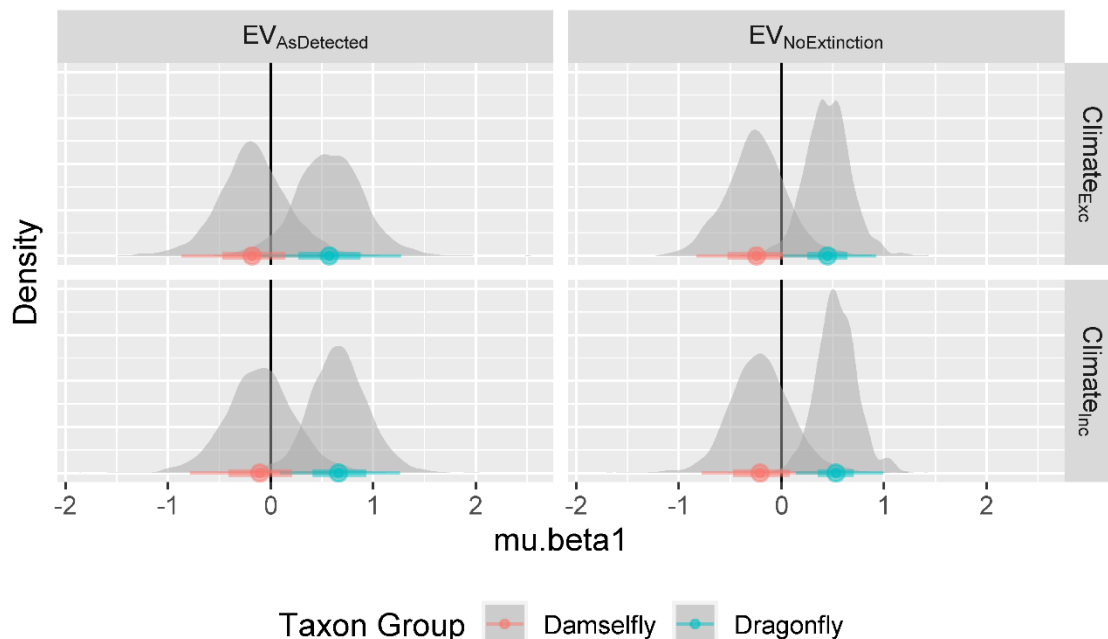 EVAsDetected EVNoExtinction
ClimateExc
ClimateInc
Density
-2 -1 0 1 2 -2 -1 0 1 2
mu.beta1
Taxon Group Damselfly Dragonfly